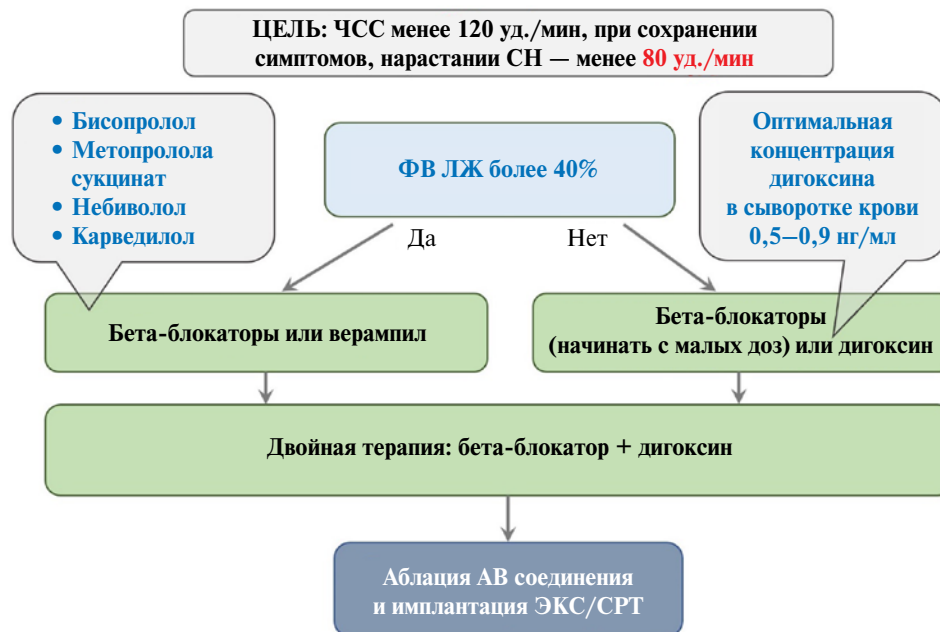 ЦЕЛЬ: ЧСС менее 120 уд./мин, при сохранении
симптомов, нарастании СН — менее 80 уд./мин
• Бисопролол
• Метопролола
сукцинат
• Небиволол
• Карведилол
ФВ ЛЖ более 40%
Оптимальная
концентрация
дигоксина
в сыворотке крови
0,5–0,9 нг/мл
Да
Нет
Бета-блокаторы или верампил
Бета-блокаторы
(начинать с малых доз) или дигоксин
Двойная терапия: бета-блокатор + дигоксин
Аблация АВ соединения
и имплантация ЭКС/СРТ